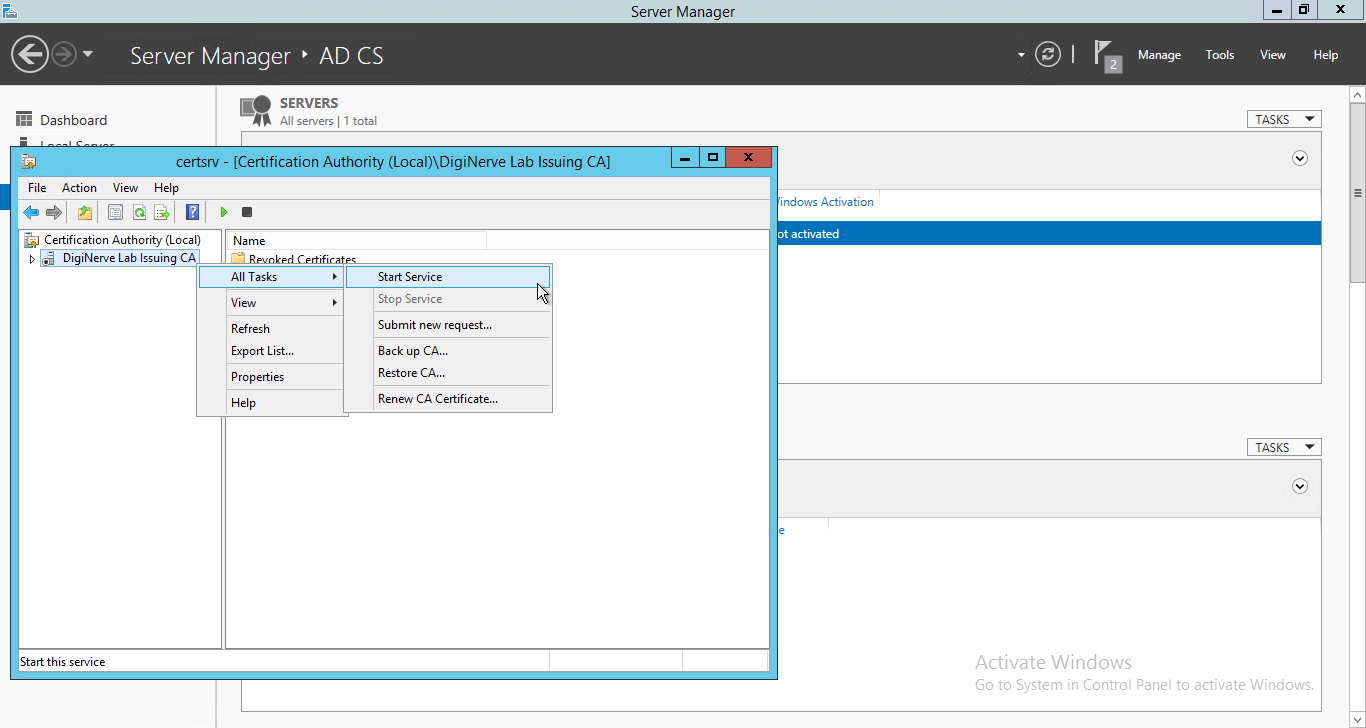 Server Manager
Server Manager ‣ AD CS
2
Manage Tools View Help
Dashboard
Local Server
SERVERS
All servers | 1 total
TASKS
certsrv - [Certification Authority (Local)\DigiNerve Lab Issuing CA]
File Action View Help
Certification Authority (Local)
DigiNerve Lab Issuing CA
Name
Revoked Certificates
All Tasks
View
Refresh
Export List...
Properties
Help
Start Service
Stop Service
Submit new request...
Back up CA...
Restore CA...
Renew CA Certificate...
Start this service
Windows Activation
ot activated
TASKS
e
Activate Windows
Go to System in Control Panel to activate Windows.